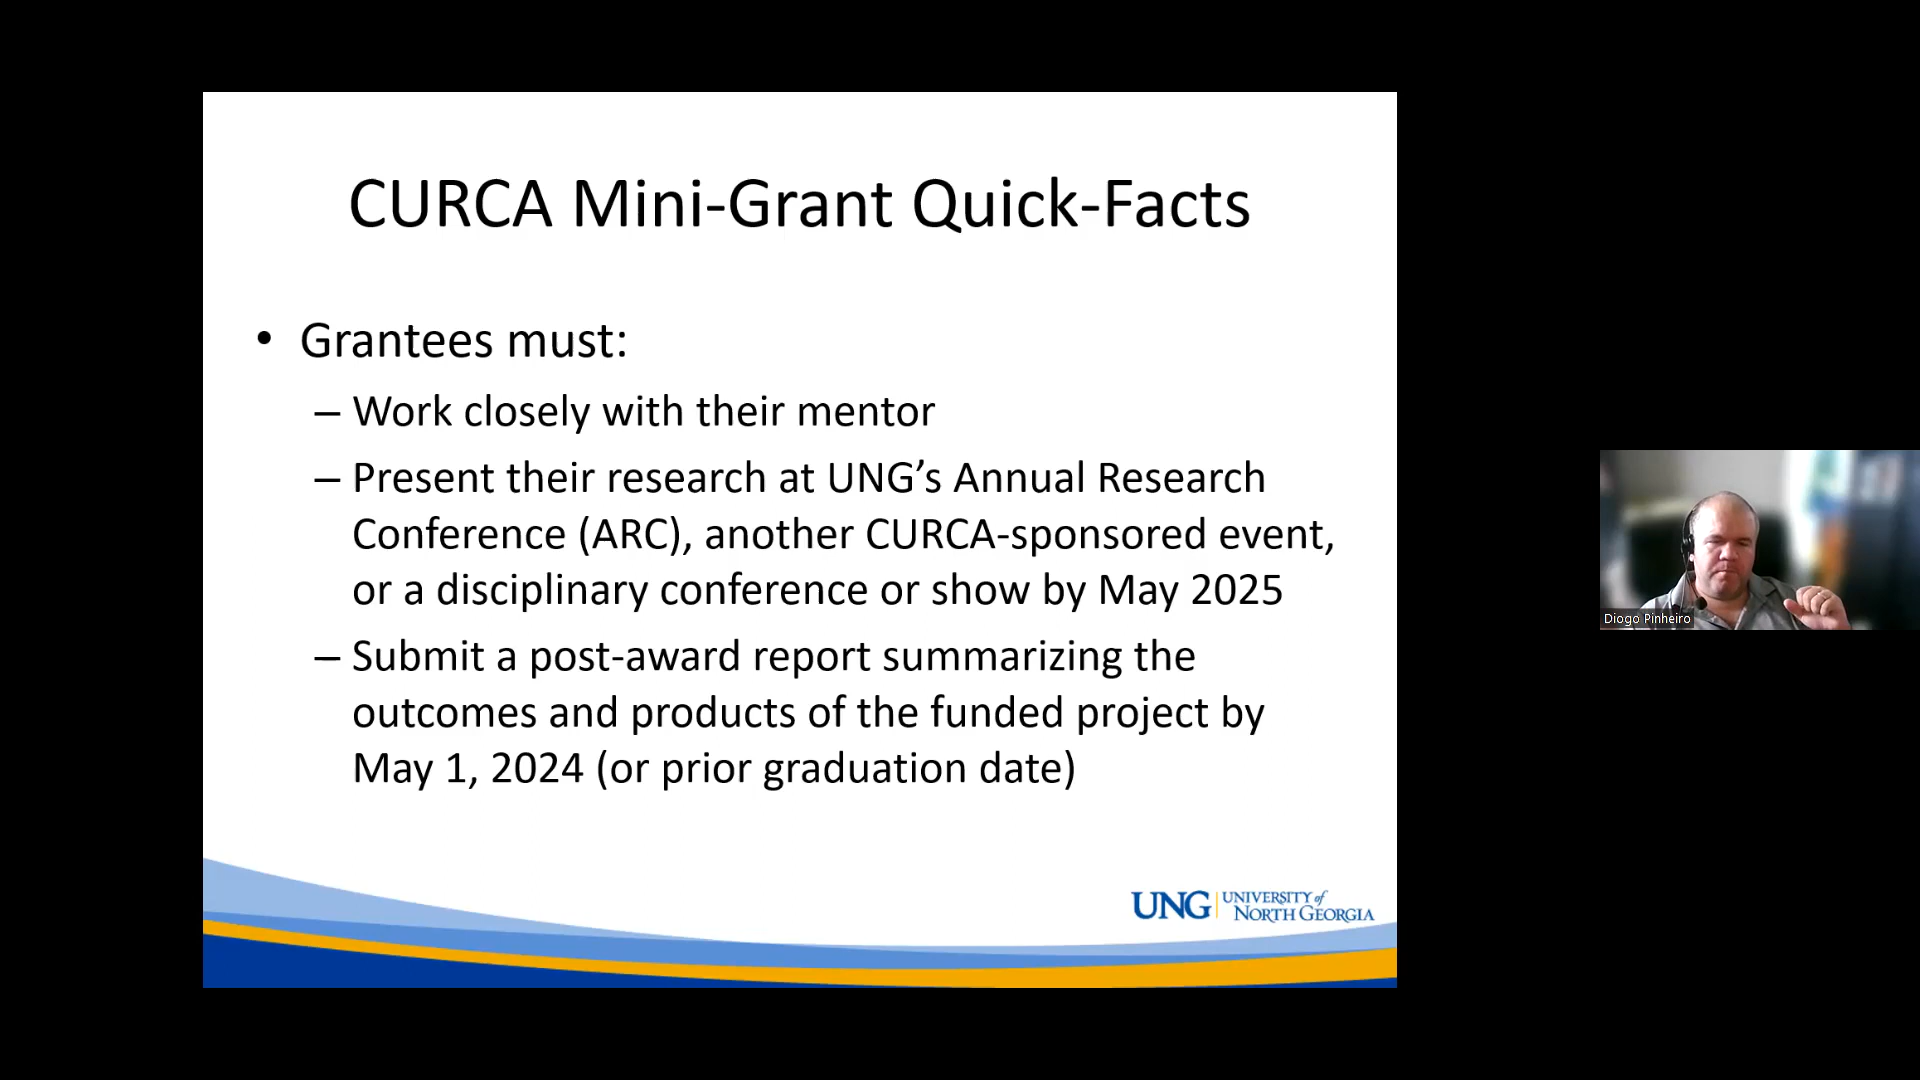 CURCA Mini-Grant Quick-Facts
• Grantees must:
– Work closely with their mentor
– Present their research at UNG’s Annual Research
Conference (ARC), another CURCA-sponsored event,
or a disciplinary conference or show by May 2025
– Submit a post-award report summarizing the
outcomes and products of the funded project by
May 1, 2024 (or prior graduation date)
UNG UNIVERSITY of
NORTH GEORGIA
Diogo Pinheiro